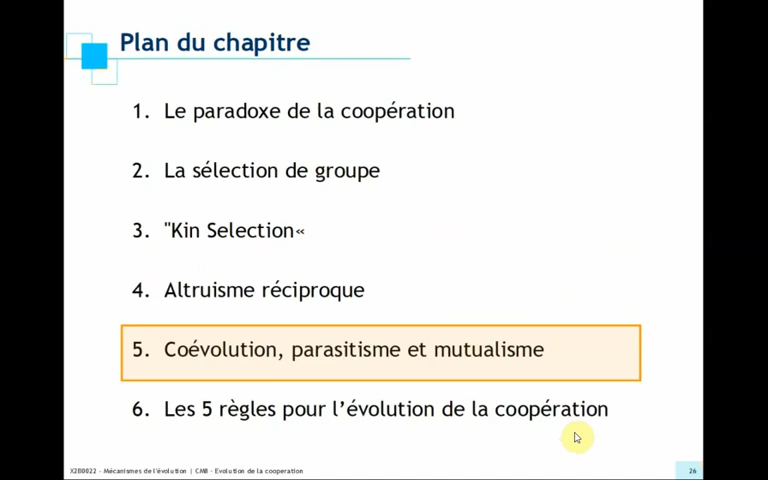 Plan du chapitre
1. Le paradoxe de la coopération
2. La sélection de groupe
3. "Kin Selection«
4. Altruisme réciproque
5. Coévolution, parasitisme et mutualisme
6. Les 5 règles pour l’évolution de la coopération
X2B0022 - Mécanismes de l'évolution | CM8 - Evolution de la cooperation
26